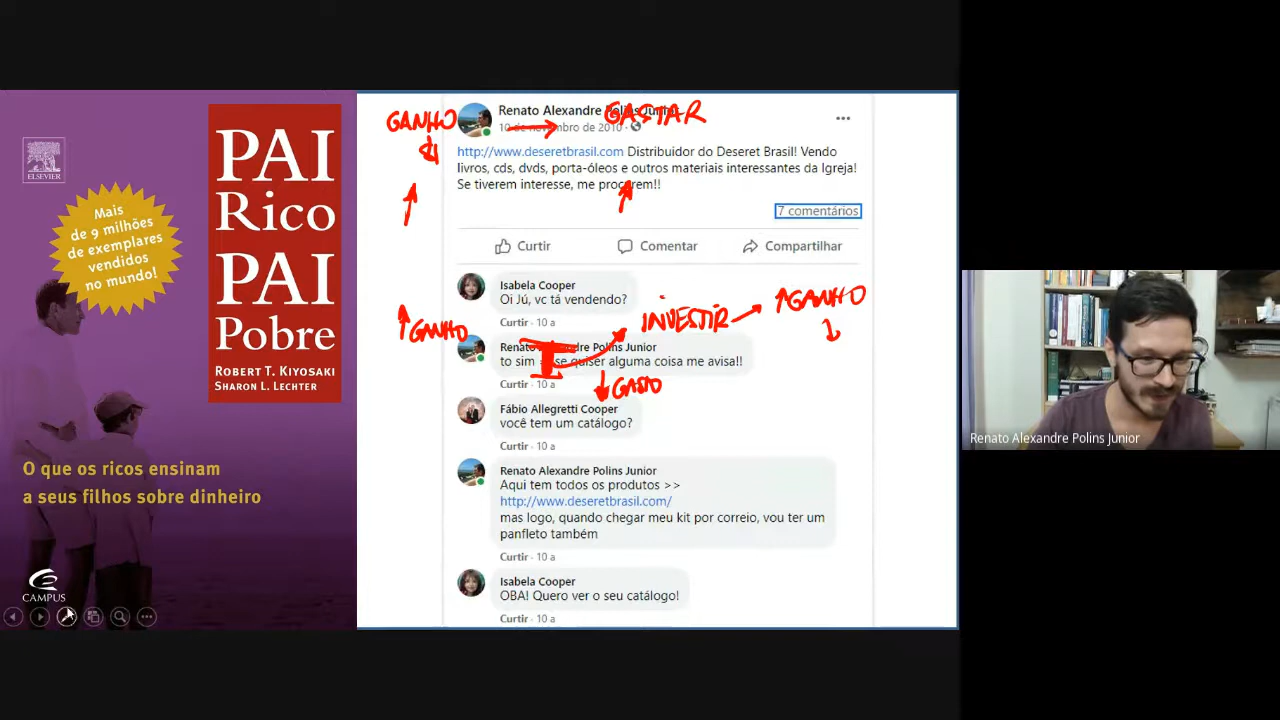 ELSEVIER
Mais
de 9 milhões
de exemplares
vendidos
no mundo!
PAI
Rico
PAI
Pobre
ROBERT T. KIYOSAKI
SHARON L. LECHTER
O que os ricos ensinam
a seus filhos sobre dinheiro
CAMPUS
GANHO
GASTAR
Renato Alexandre Polins Junior
10 de novembro de 2010
http://www.deseretbrasil.com Distribuidor do Deseret Brasil! Vendo
livros, cds, dvds, porta-óleos e outros materiais interessantes da Igreja!
Se tiverem interesse, me procurem!!
7 comentários
Curtir
Comentar
Compartilhar
Isabela Cooper
Oi Jú, vc tá vendendo?
Curtir · 10 a
GANHO
INVESTIR
GANHO
Renato Alexandre Polins Junior
to sim se quiser alguma coisa me avisa!!
Curtir · 10 a
GASTO
Fábio Allegretti Cooper
você tem um catálogo?
Curtir · 10 a
Renato Alexandre Polins Junior
Aqui tem todos os produtos >>
http://www.deseretbrasil.com/
mas logo, quando chegar meu kit por correio, vou ter um
panfleto também
Curtir · 10 a
Isabela Cooper
OBA! Quero ver o seu catálogo!
Curtir · 10 a
Renato Alexandre Polins Junior